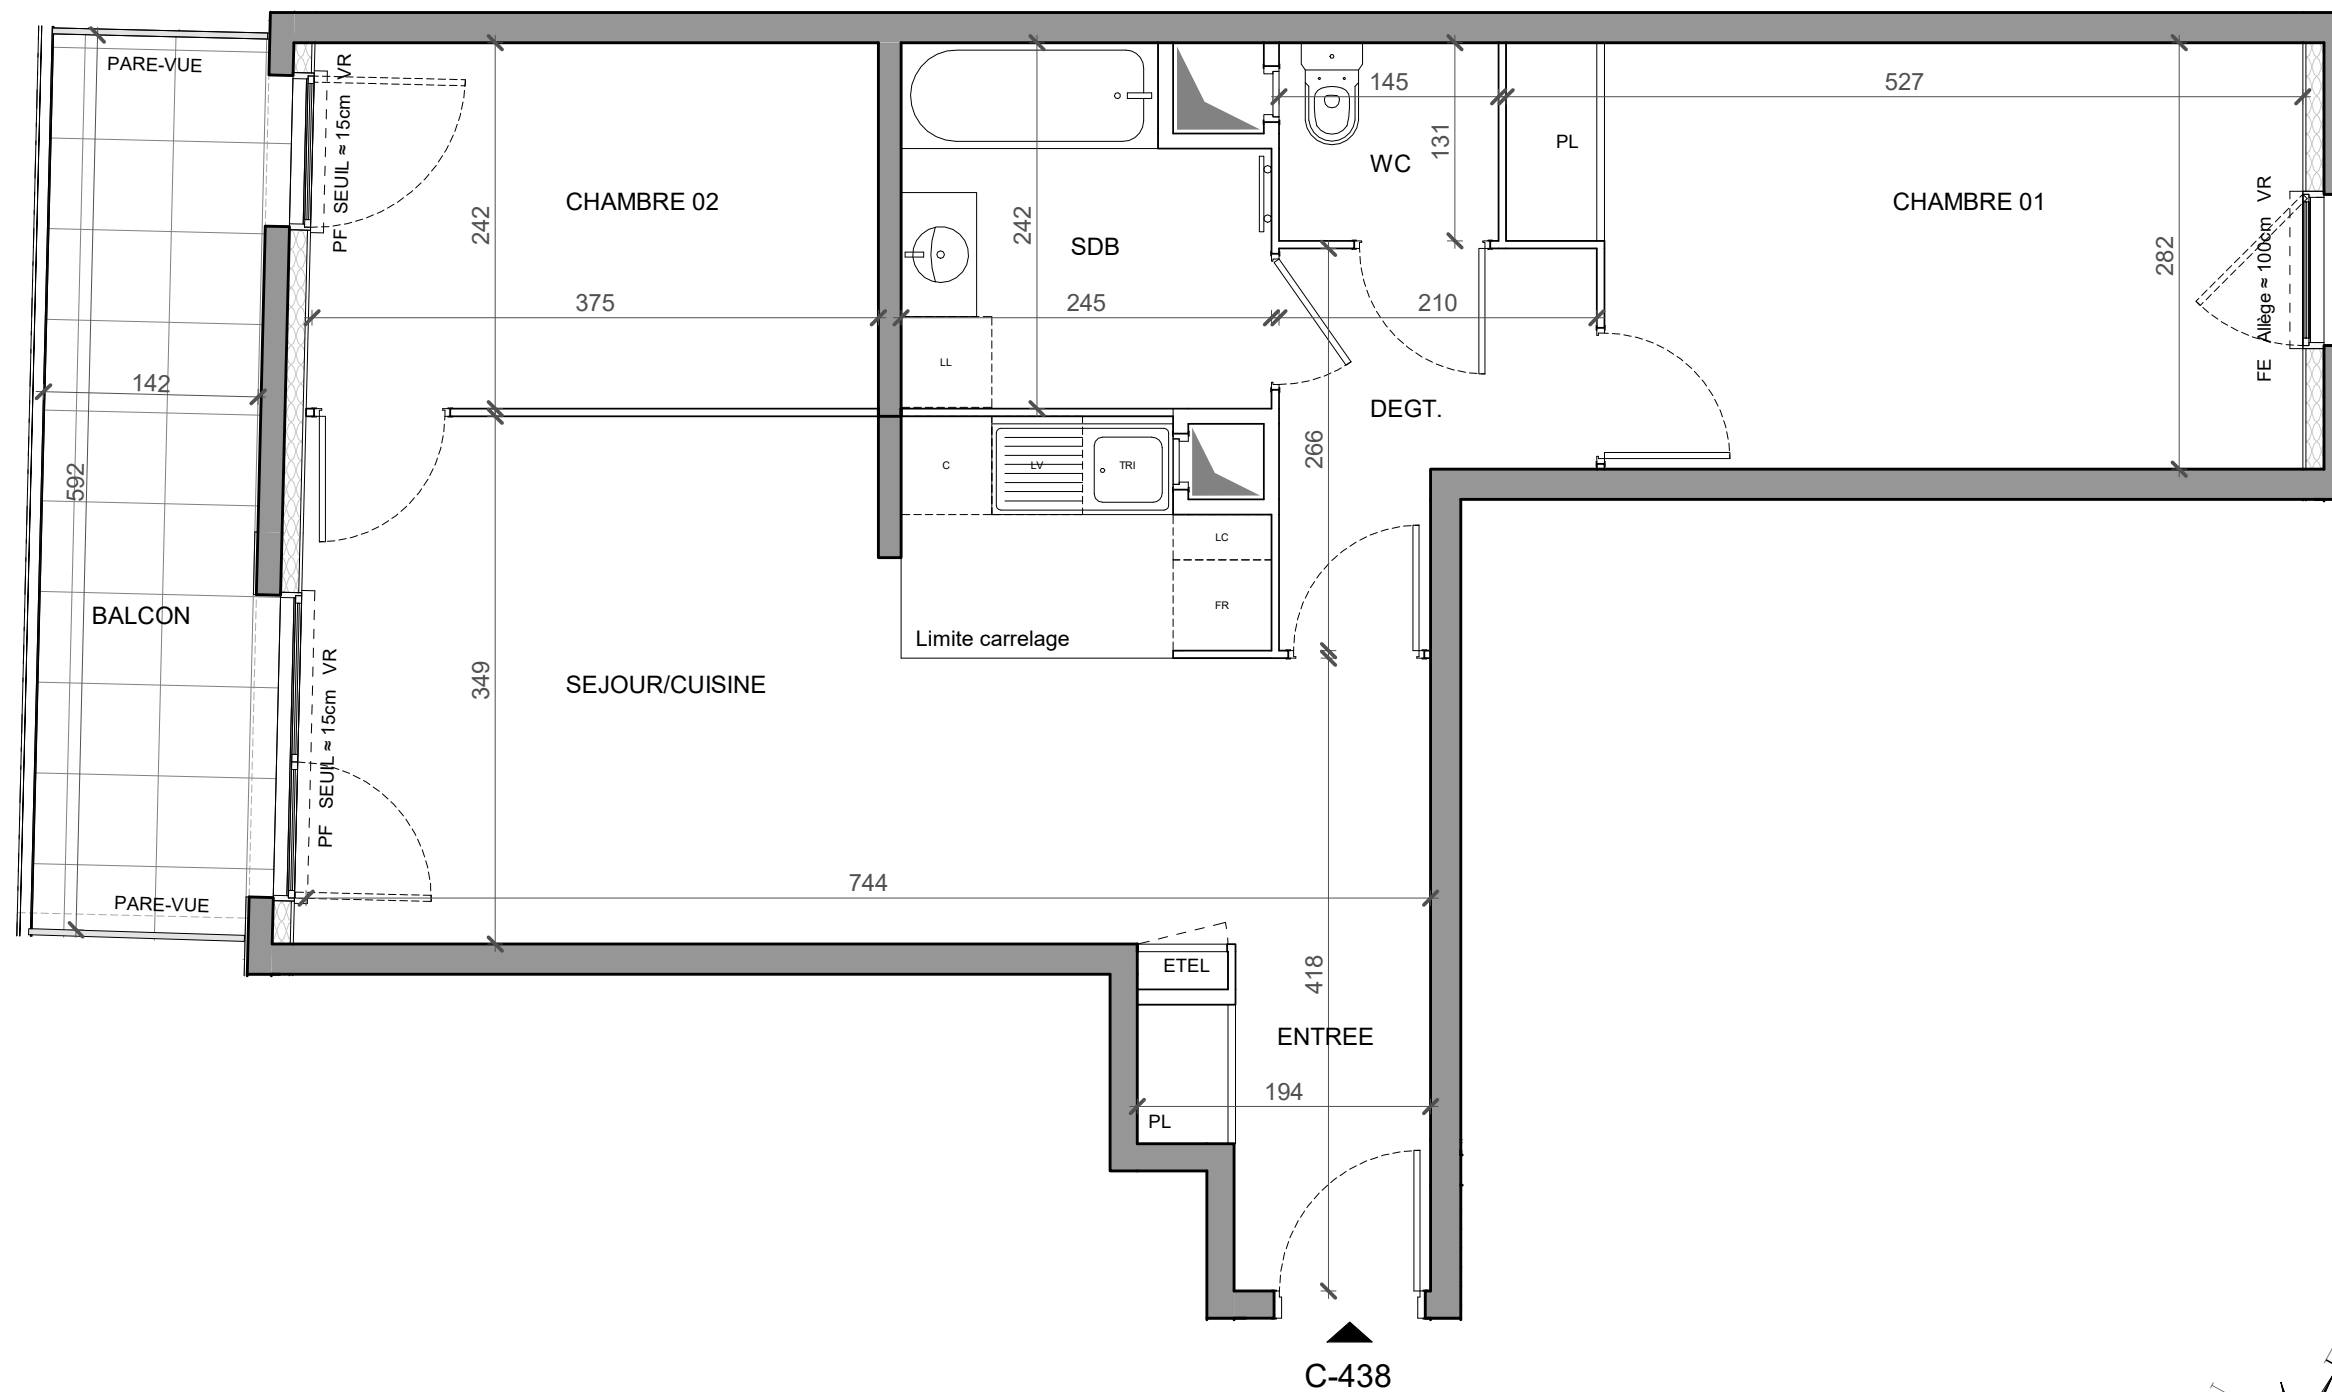 PARE-VUE
PF SEUIL ≈ 15cm VR
242
CHAMBRE 02
375
242
SDB
245
LL
145
131
WC
PL
527
CHAMBRE 01
282
FE Allège ≈ 100cm VR
210
DEGT.
266
142
592
BALCON
C
LV
TRI
LC
FR
Limite carrelage
349
SEJOUR/CUISINE
PF SEUIL ≈ 15cm VR
744
PARE-VUE
ETEL
418
ENTREE
194
PL
C-438